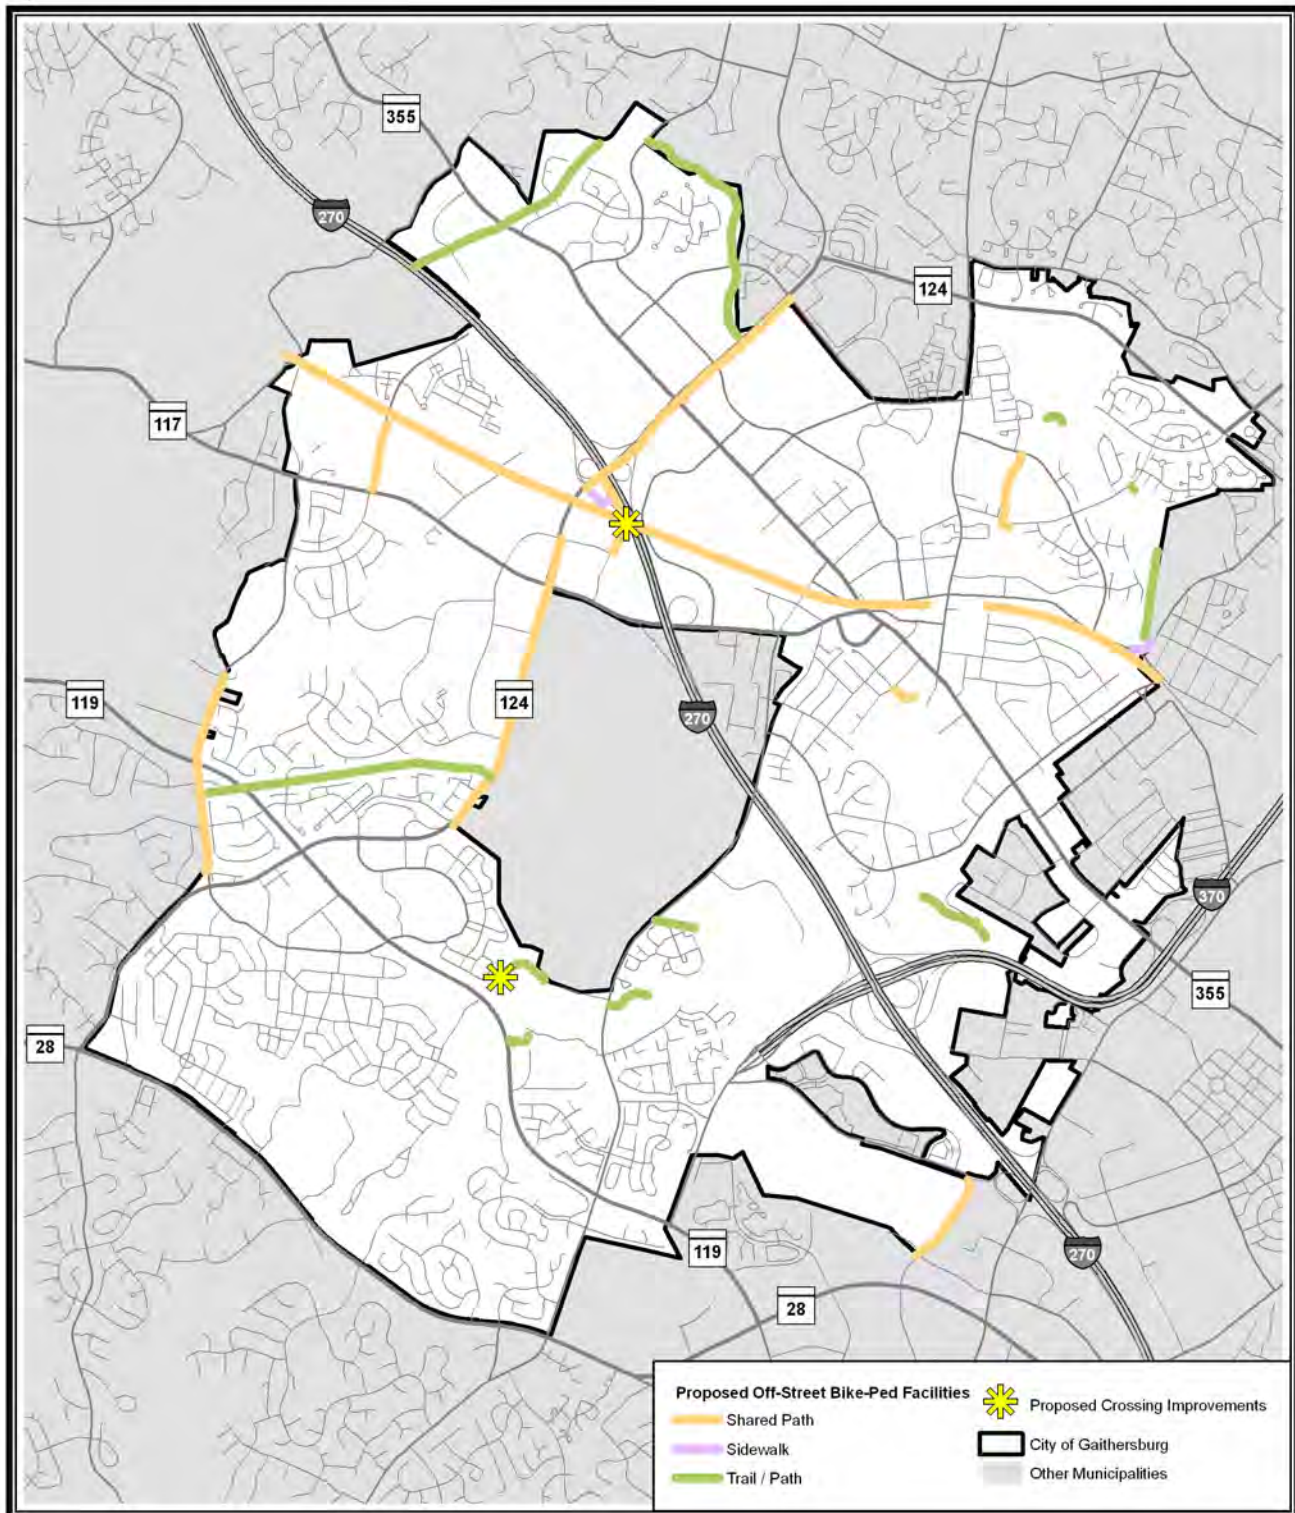 355
270
124
117
119
124
270
370
355
28
119
270
28
Proposed Off-Street Bike-Ped Facilities
Shared Path
Sidewalk
Trail / Path
Proposed Crossing Improvements
City of Gaithersburg
Other Municipalities